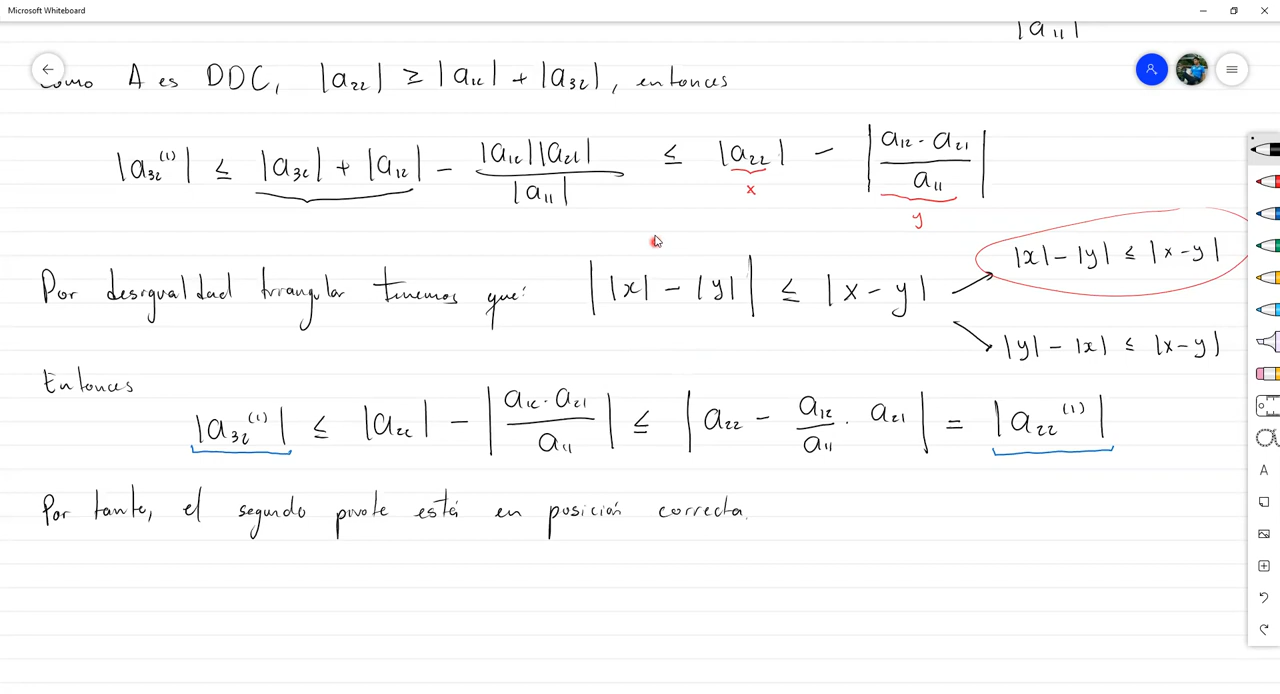 Microsoft Whiteboard
|a₁₁|
Como A es DDC, |a₂₂| ≥ |a₁₂| + |a₃₂|, entonces
|a₃₂⁽¹⁾| ≤ |a₃₂| + |a₁₂| − |a₁₂||a₂₁| / |a₁₁| ≤ |a₂₂| − |a₁₂ · a₂₁ / a₁₁|
x
y
|x| − |y| ≤ |x − y|
Por desigualdad triangular tenemos que: ||x| − |y|| ≤ |x − y|
|y| − |x| ≤ |x − y|
Entonces
|a₃₂⁽¹⁾| ≤ |a₂₂| − |a₁₂ · a₂₁ / a₁₁| ≤ |a₂₂ − a₁₂ / a₁₁ · a₂₁| = |a₂₂⁽¹⁾|
Por tanto, el segundo pivote está en posición correcta.
A